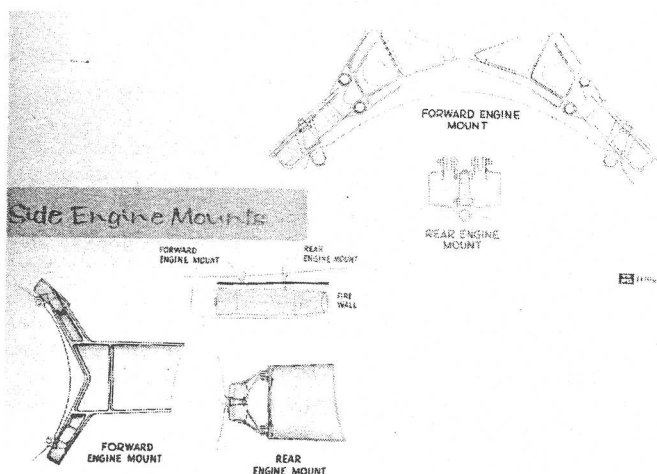 FORWARD ENGINE
MOUNT
REAR ENGINE
MOUNT
Side Engine Mounts
FORWARD
ENGINE MOUNT
REAR
ENGINE MOUNT
FIRE
WALL
FORWARD
ENGINE MOUNT
REAR
ENGINE MOUNT